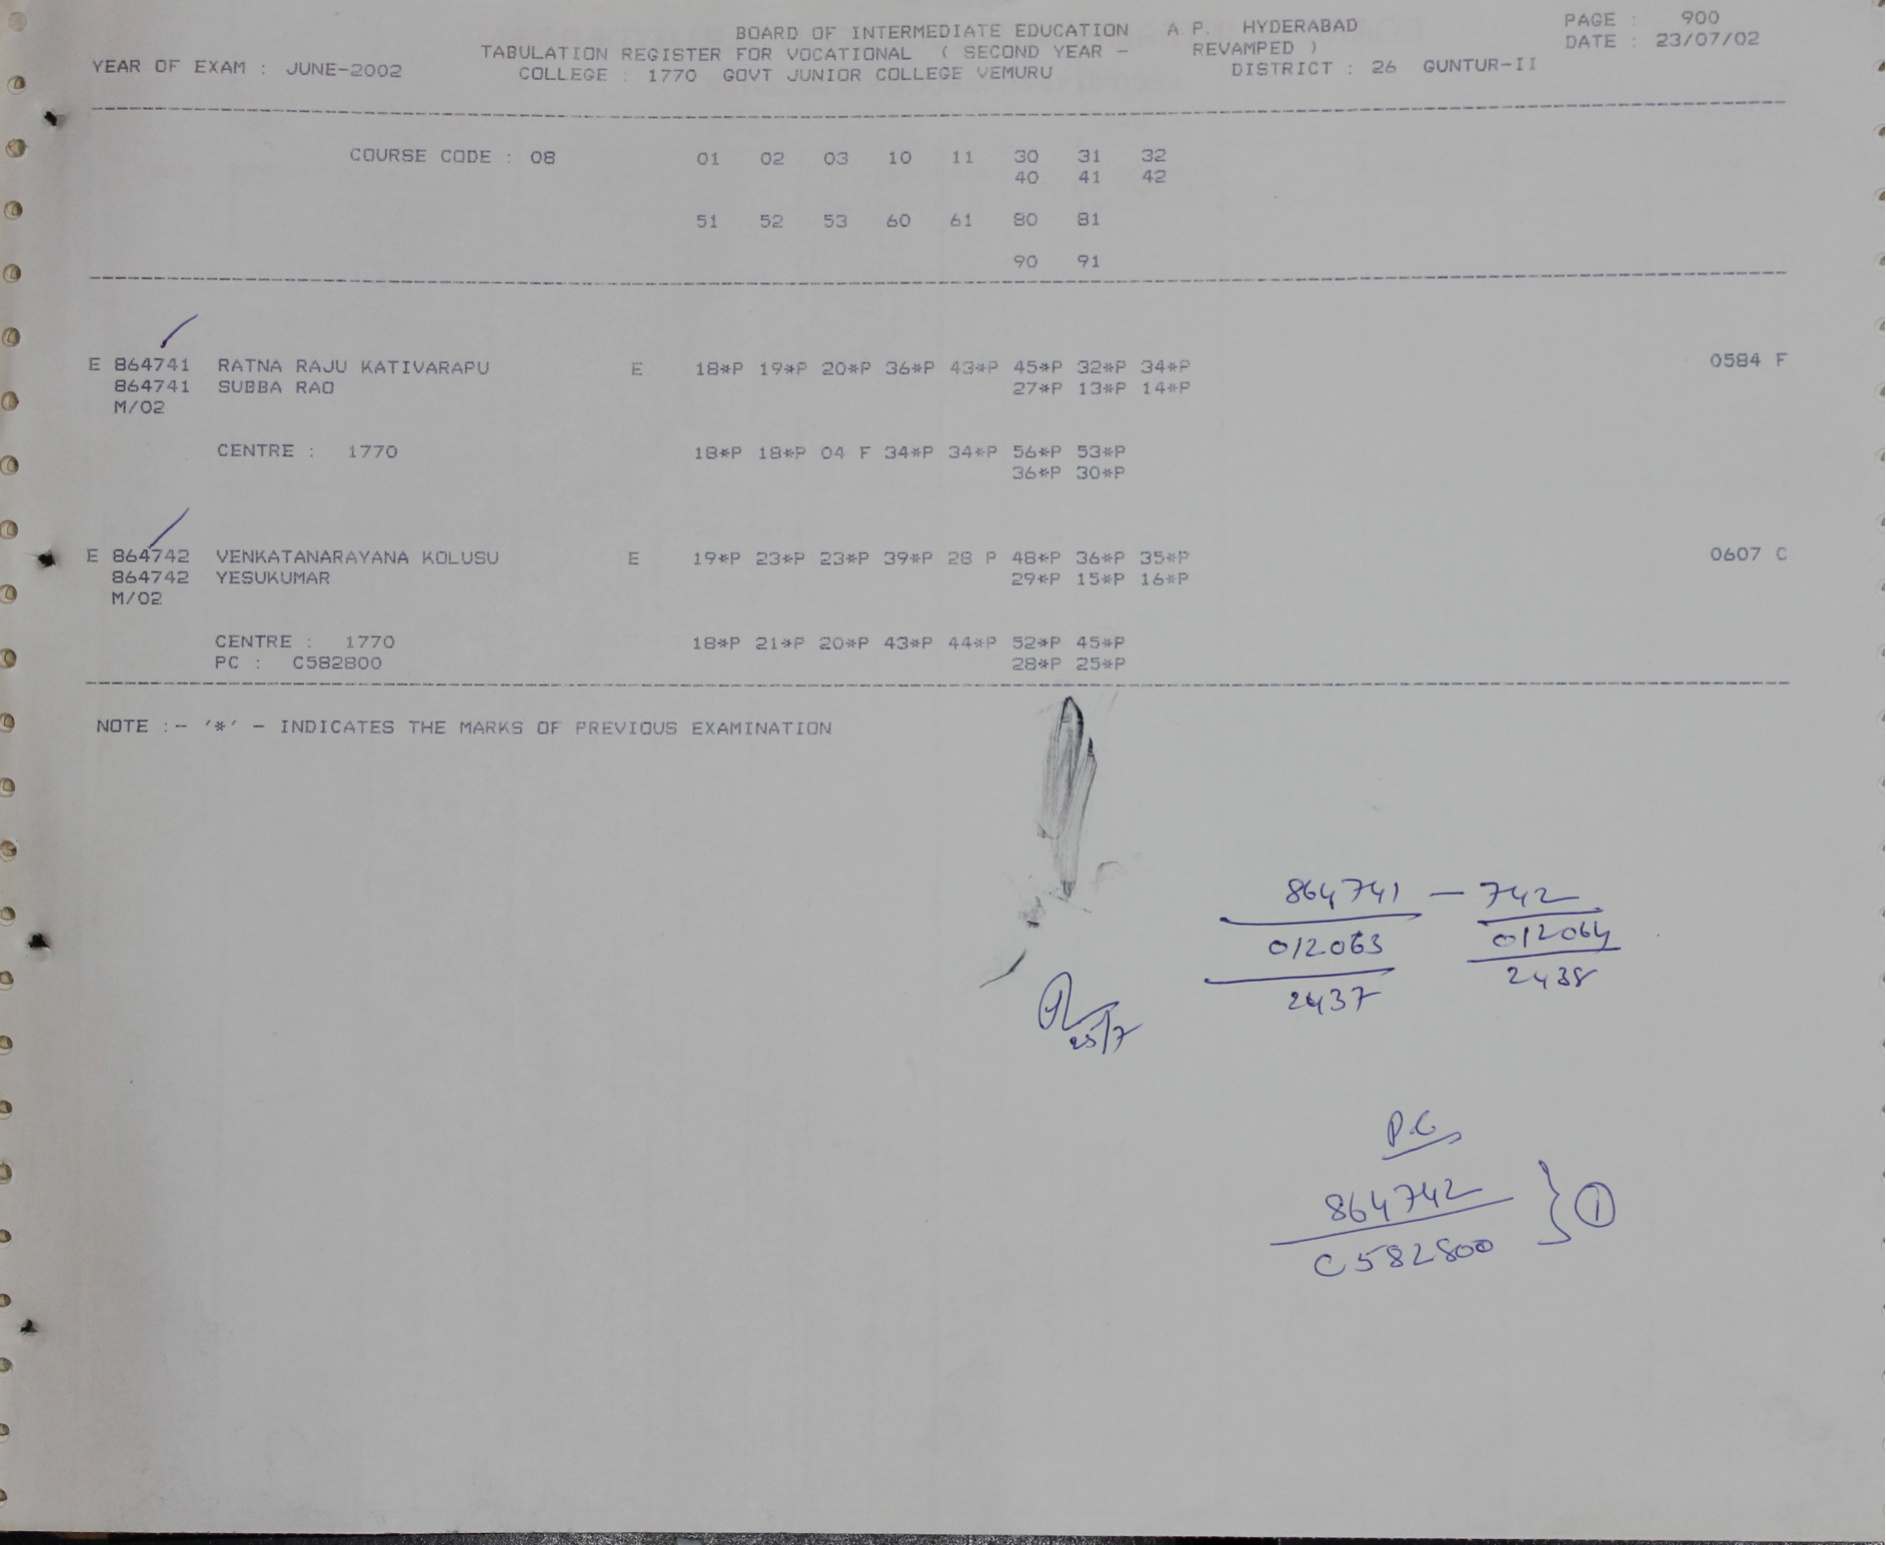 BOARD OF INTERMEDIATE EDUCATION A P. HYDERABAD PAGE : 900
TABULATION REGISTER FOR VOCATIONAL ( SECOND YEAR - REVAMPED ) DATE : 23/07/02
YEAR OF EXAM : JUNE-2002 COLLEGE : 1770 GOVT JUNIOR COLLEGE VEMURU DISTRICT : 26 GUNTUR-II
COURSE CODE : 08 01 02 03 10 11 30 31 32
40 41 42
51 52 53 60 61 80 81
90 91
E 864741 RATNA RAJU KATIVARAPU E 18*P 19*P 20*P 36*P 43*P 45*P 32*P 34*P 0584 F
864741 SUBBA RAO 27*P 13*P 14*P
M/02
CENTRE : 1770 18*P 18*P 04 F 34*P 34*P 56*P 53*P
36*P 30*P
E 864742 VENKATANARAYANA KOLUSU E 19*P 23*P 23*P 39*P 28 P 48*P 36*P 35*P 0607 C
864742 YESUKUMAR 29*P 15*P 16*P
M/02
CENTRE : 1770 18*P 21*P 20*P 43*P 44*P 52*P 45*P
PC : C582800 28*P 25*P
NOTE :- '*' - INDICATES THE MARKS OF PREVIOUS EXAMINATION
864741 - 742
012063 012064
2437 2438
25/7
P.C
864742
C582800 } 1